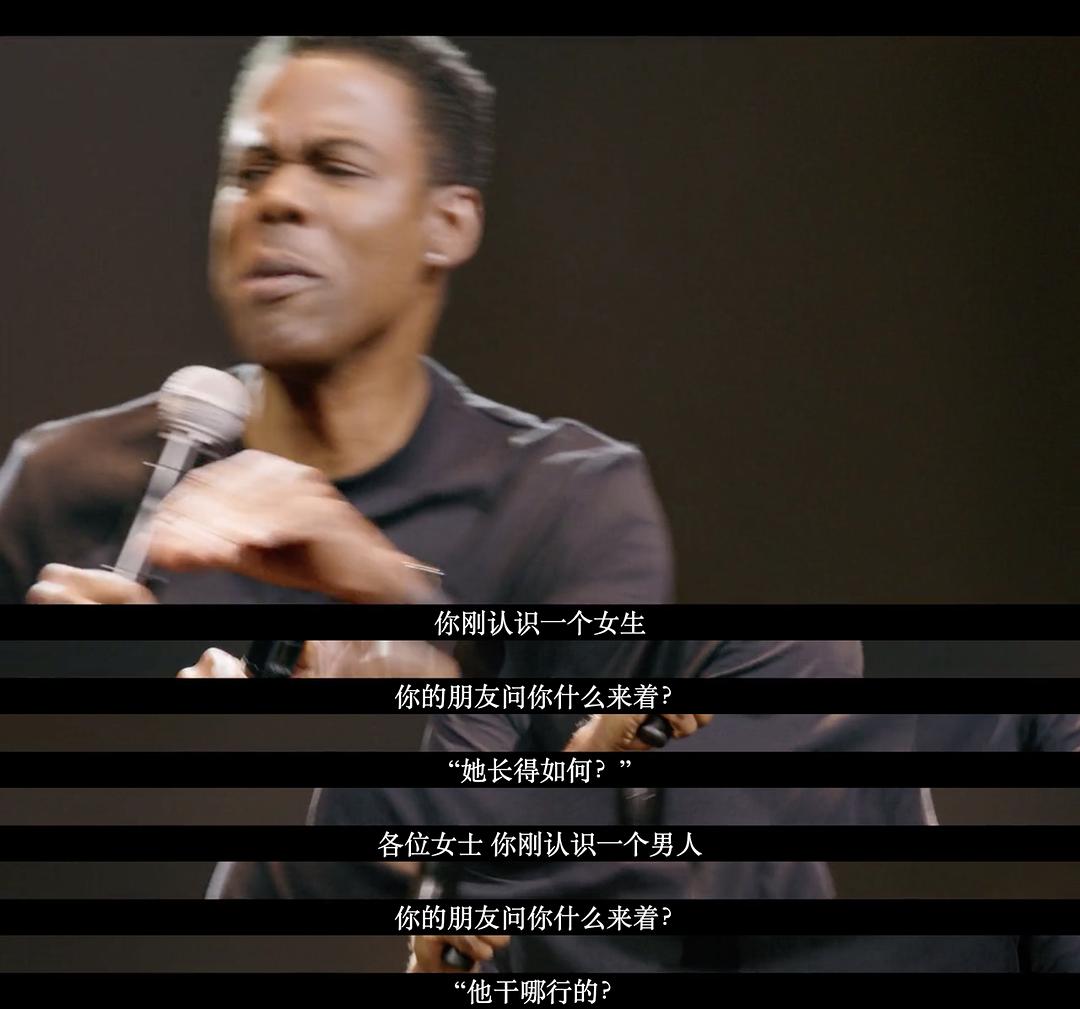 你刚认识一个女生
你的朋友问你什么来着？
“她长得如何？”
各位女士 你刚认识一个男人
你的朋友问你什么来着？
“他干哪行的？